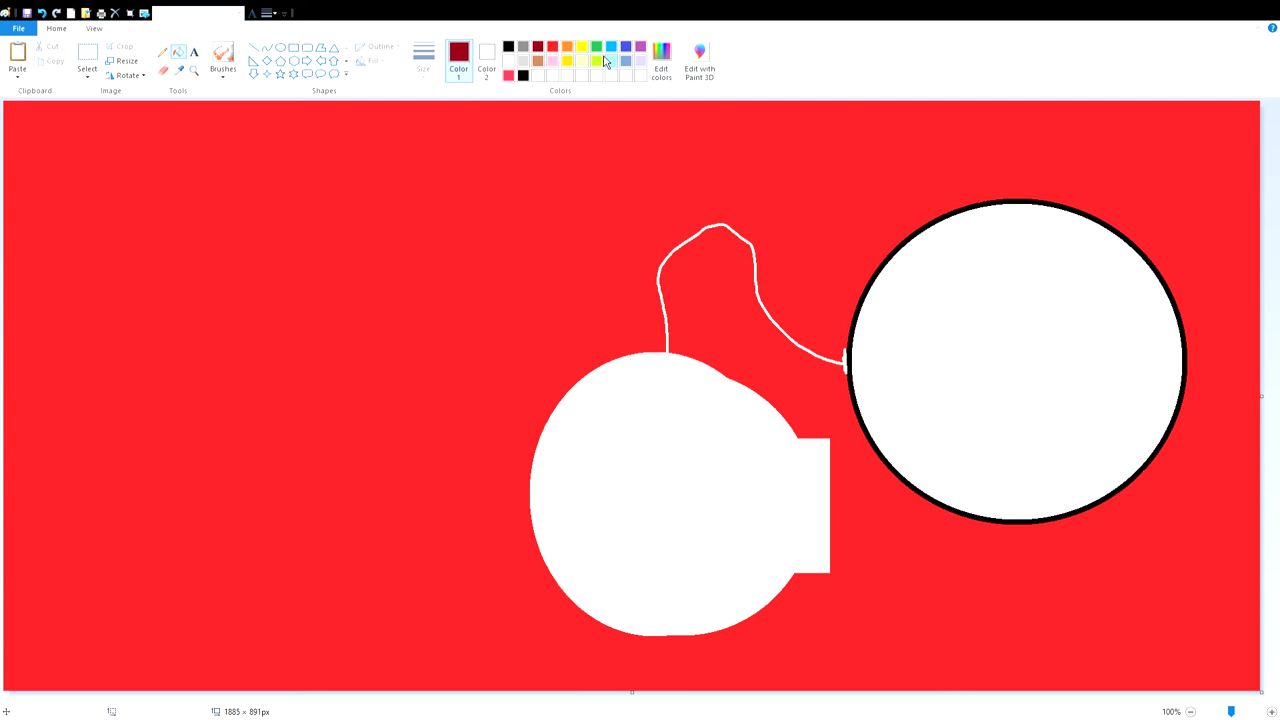 File Home View
Cut
Copy
Paste
Clipboard
Crop
Resize
Rotate
Select
Image
A
Tools
Brushes
Outline
Fill
Shapes
Size
Color 1
Color 2
Colors
Edit colors
Edit with Paint 3D
1885 × 891px
100%